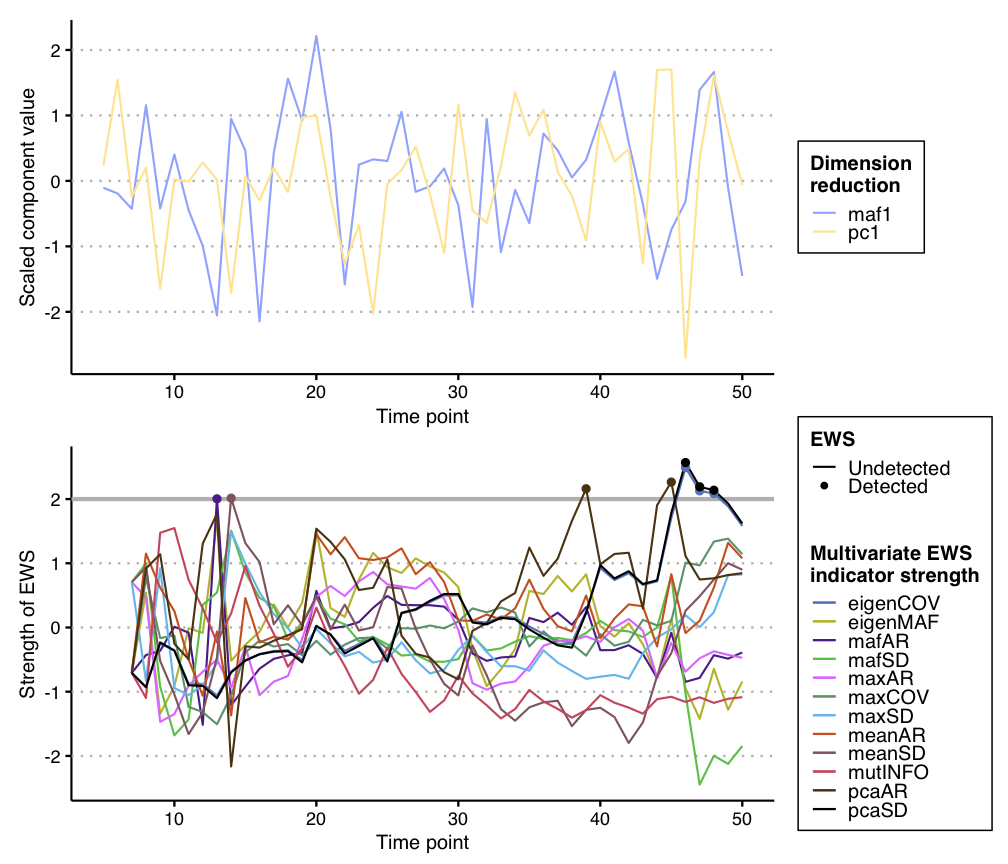 Scaled component value
2
1
0
-1
-2
10
20
30
40
50
Time point
Dimension
reduction
maf1
pc1
Strength of EWS
2
1
0
-1
-2
10
20
30
40
50
Time point
EWS
Undetected
Detected
Multivariate EWS
indicator strength
eigenCOV
eigenMAF
mafAR
mafSD
maxAR
maxCOV
maxSD
meanAR
meanSD
mutINFO
pcaAR
pcaSD